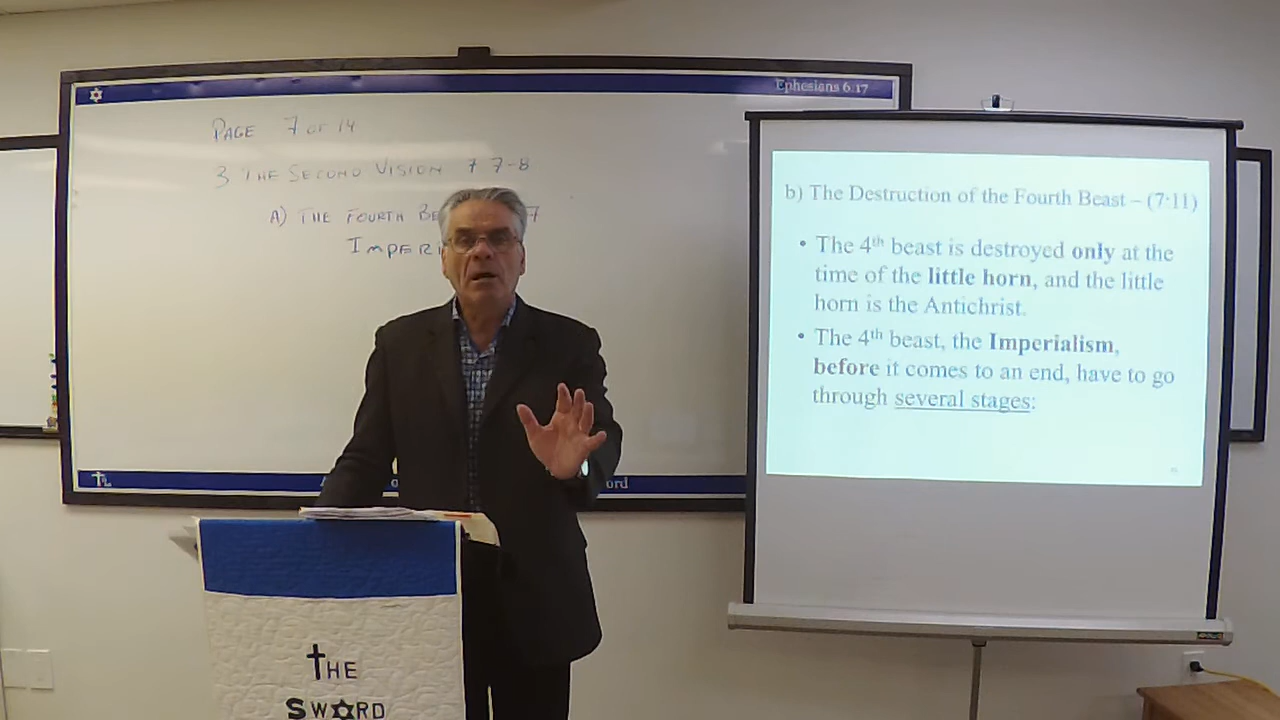 Ephesians 6.17
PAGE 7 OF 14
3 THE SECOND VISION 7 7-8
A) THE FOURTH BE 7
IMPERI
b) The Destruction of the Fourth Beast – (7:11)
• The 4th beast is destroyed only at the
time of the little horn, and the little
horn is the Antichrist.
• The 4th beast, the Imperialism,
before it comes to an end, have to go
through several stages:
ord
THE
SWORD